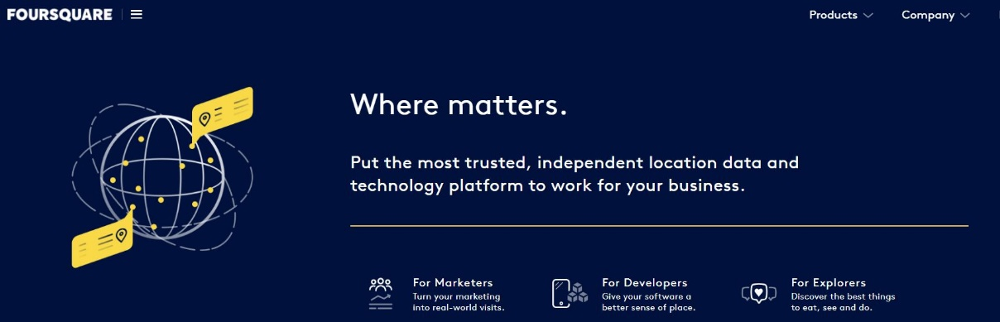 FOURSQUARE
Products
Company
Where matters.
Put the most trusted, independent location data and
technology platform to work for your business.
For Marketers
Turn your marketing
into real-world visits.
For Developers
Give your software a
better sense of place.
For Explorers
Discover the best things
to eat, see and do.